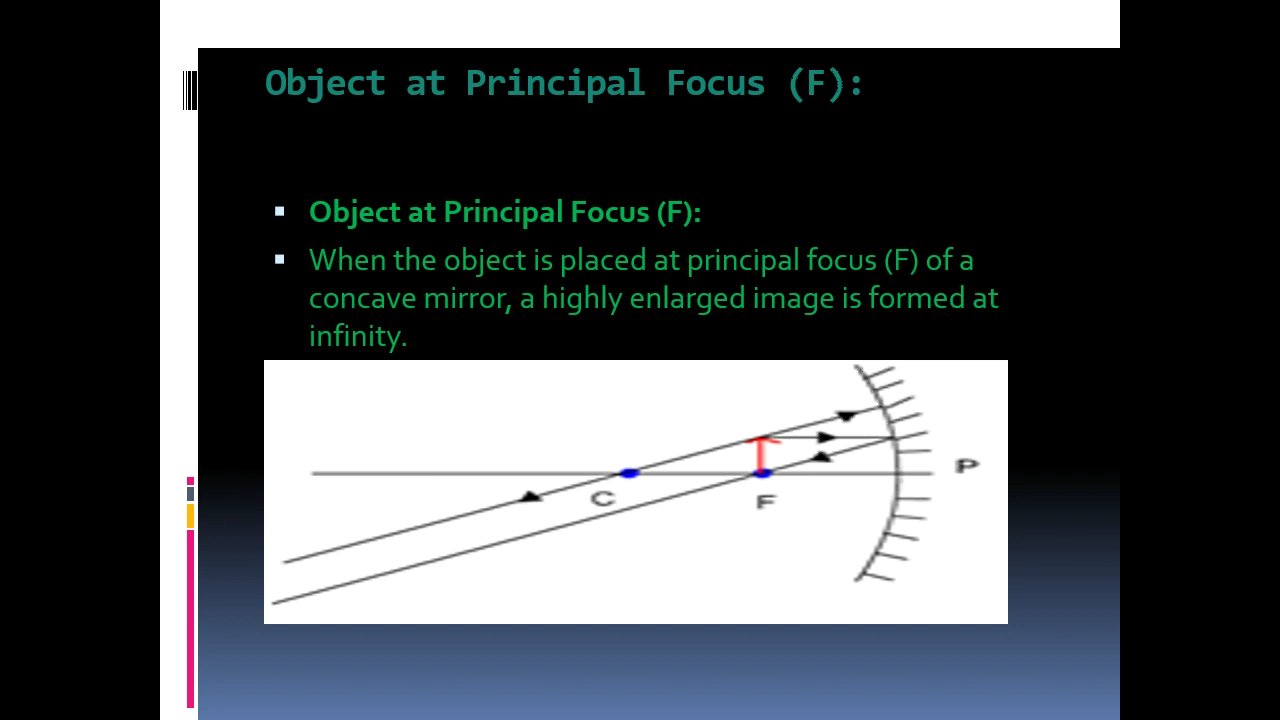 Object at Principal Focus (F):
Object at Principal Focus (F):
When the object is placed at principal focus (F) of a
concave mirror, a highly enlarged image is formed at
infinity.
C
F
P